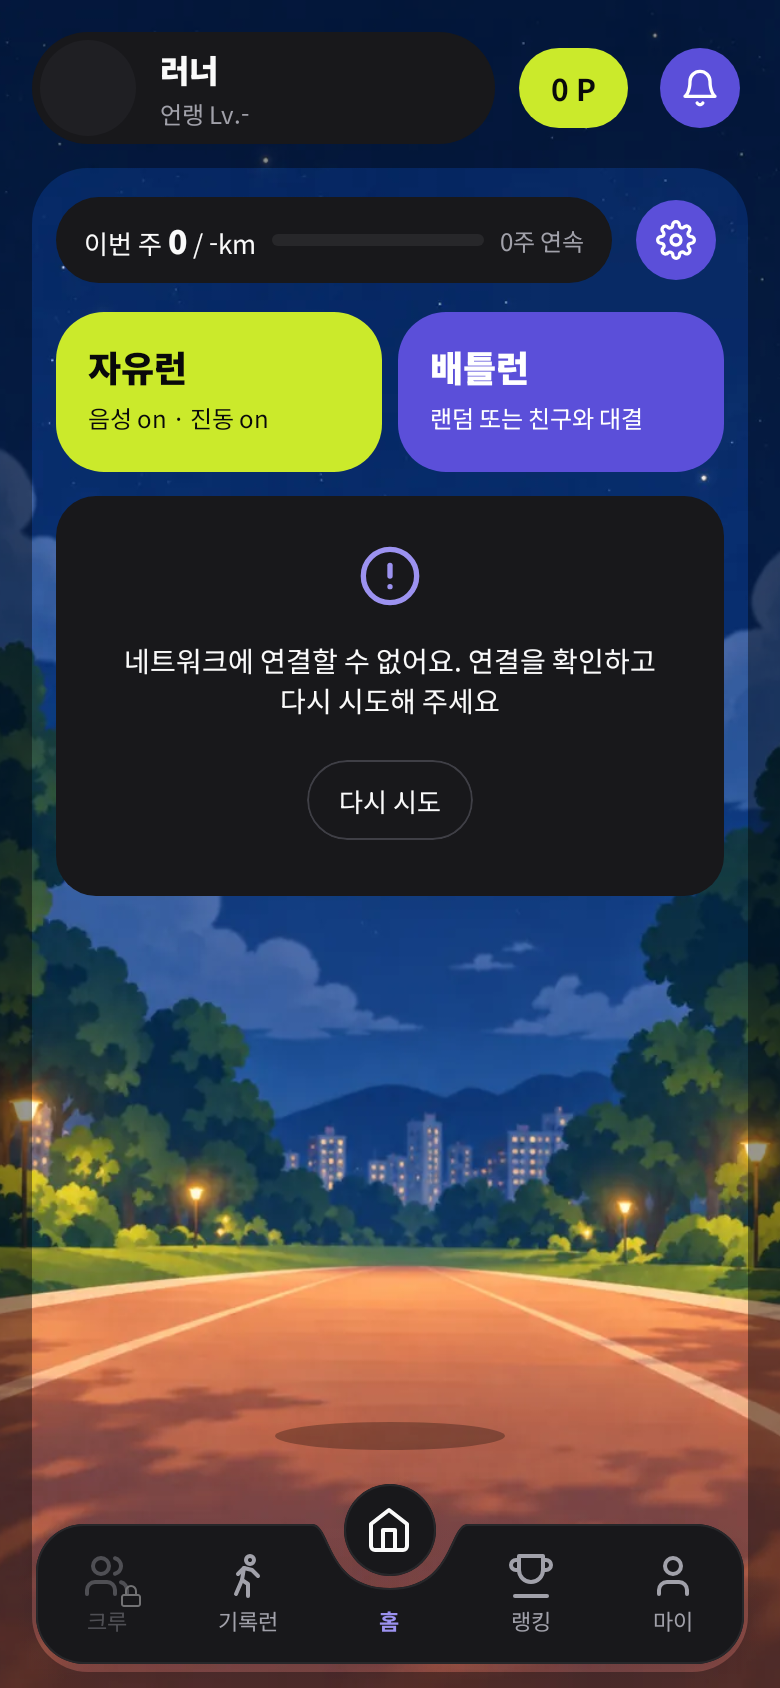 러너
언랭 Lv.-
0 P
이번 주 0 / -km
0주 연속
자유런
음성 on · 진동 on
배틀런
랜덤 또는 친구와 대결
네트워크에 연결할 수 없어요. 연결을 확인하고
다시 시도해 주세요
다시 시도
크루
기록런
홈
랭킹
마이